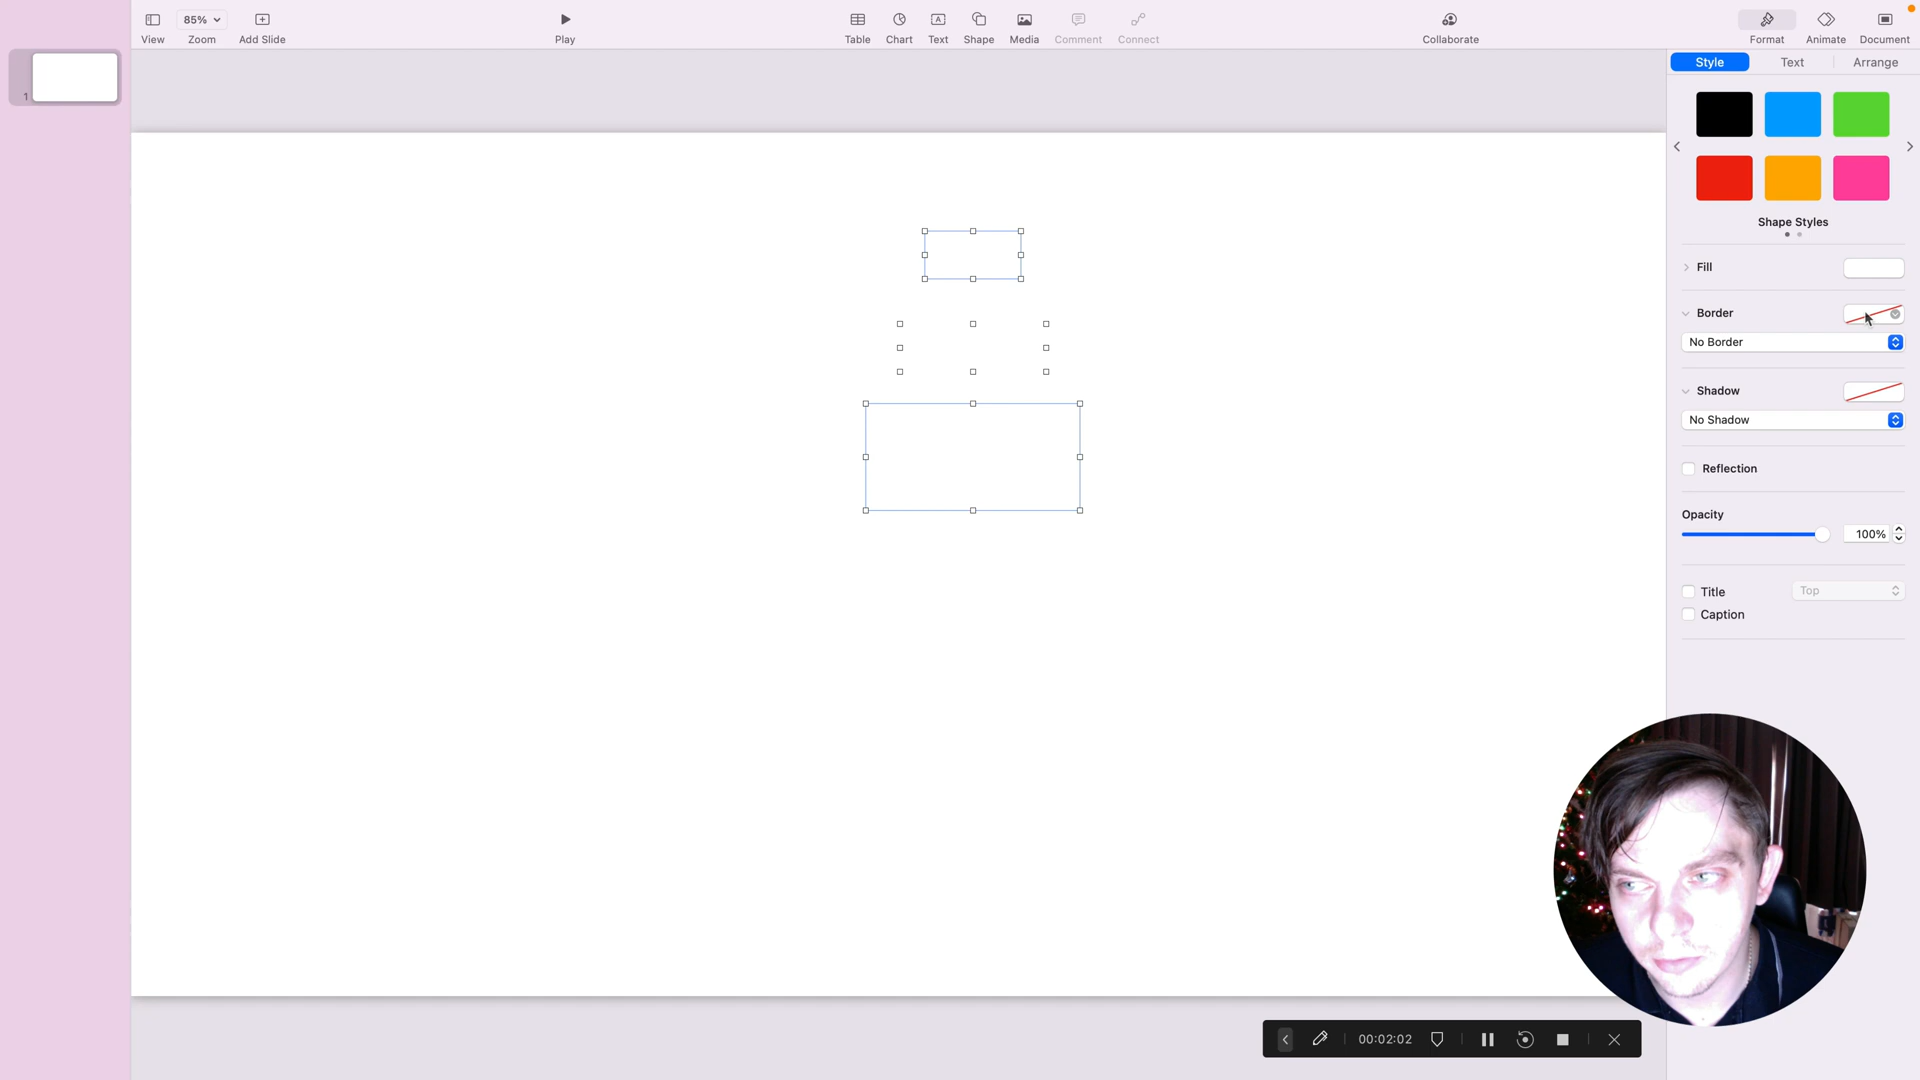 View
85%
Zoom
Add Slide
Play
Table
Chart
Text
Shape
Media
Comment
Connect
Collaborate
Format
Animate
Document
1
Style
Text
Arrange
Shape Styles
Fill
Border
No Border
Shadow
No Shadow
Reflection
Opacity
100%
Title
Top
Caption
00:02:02